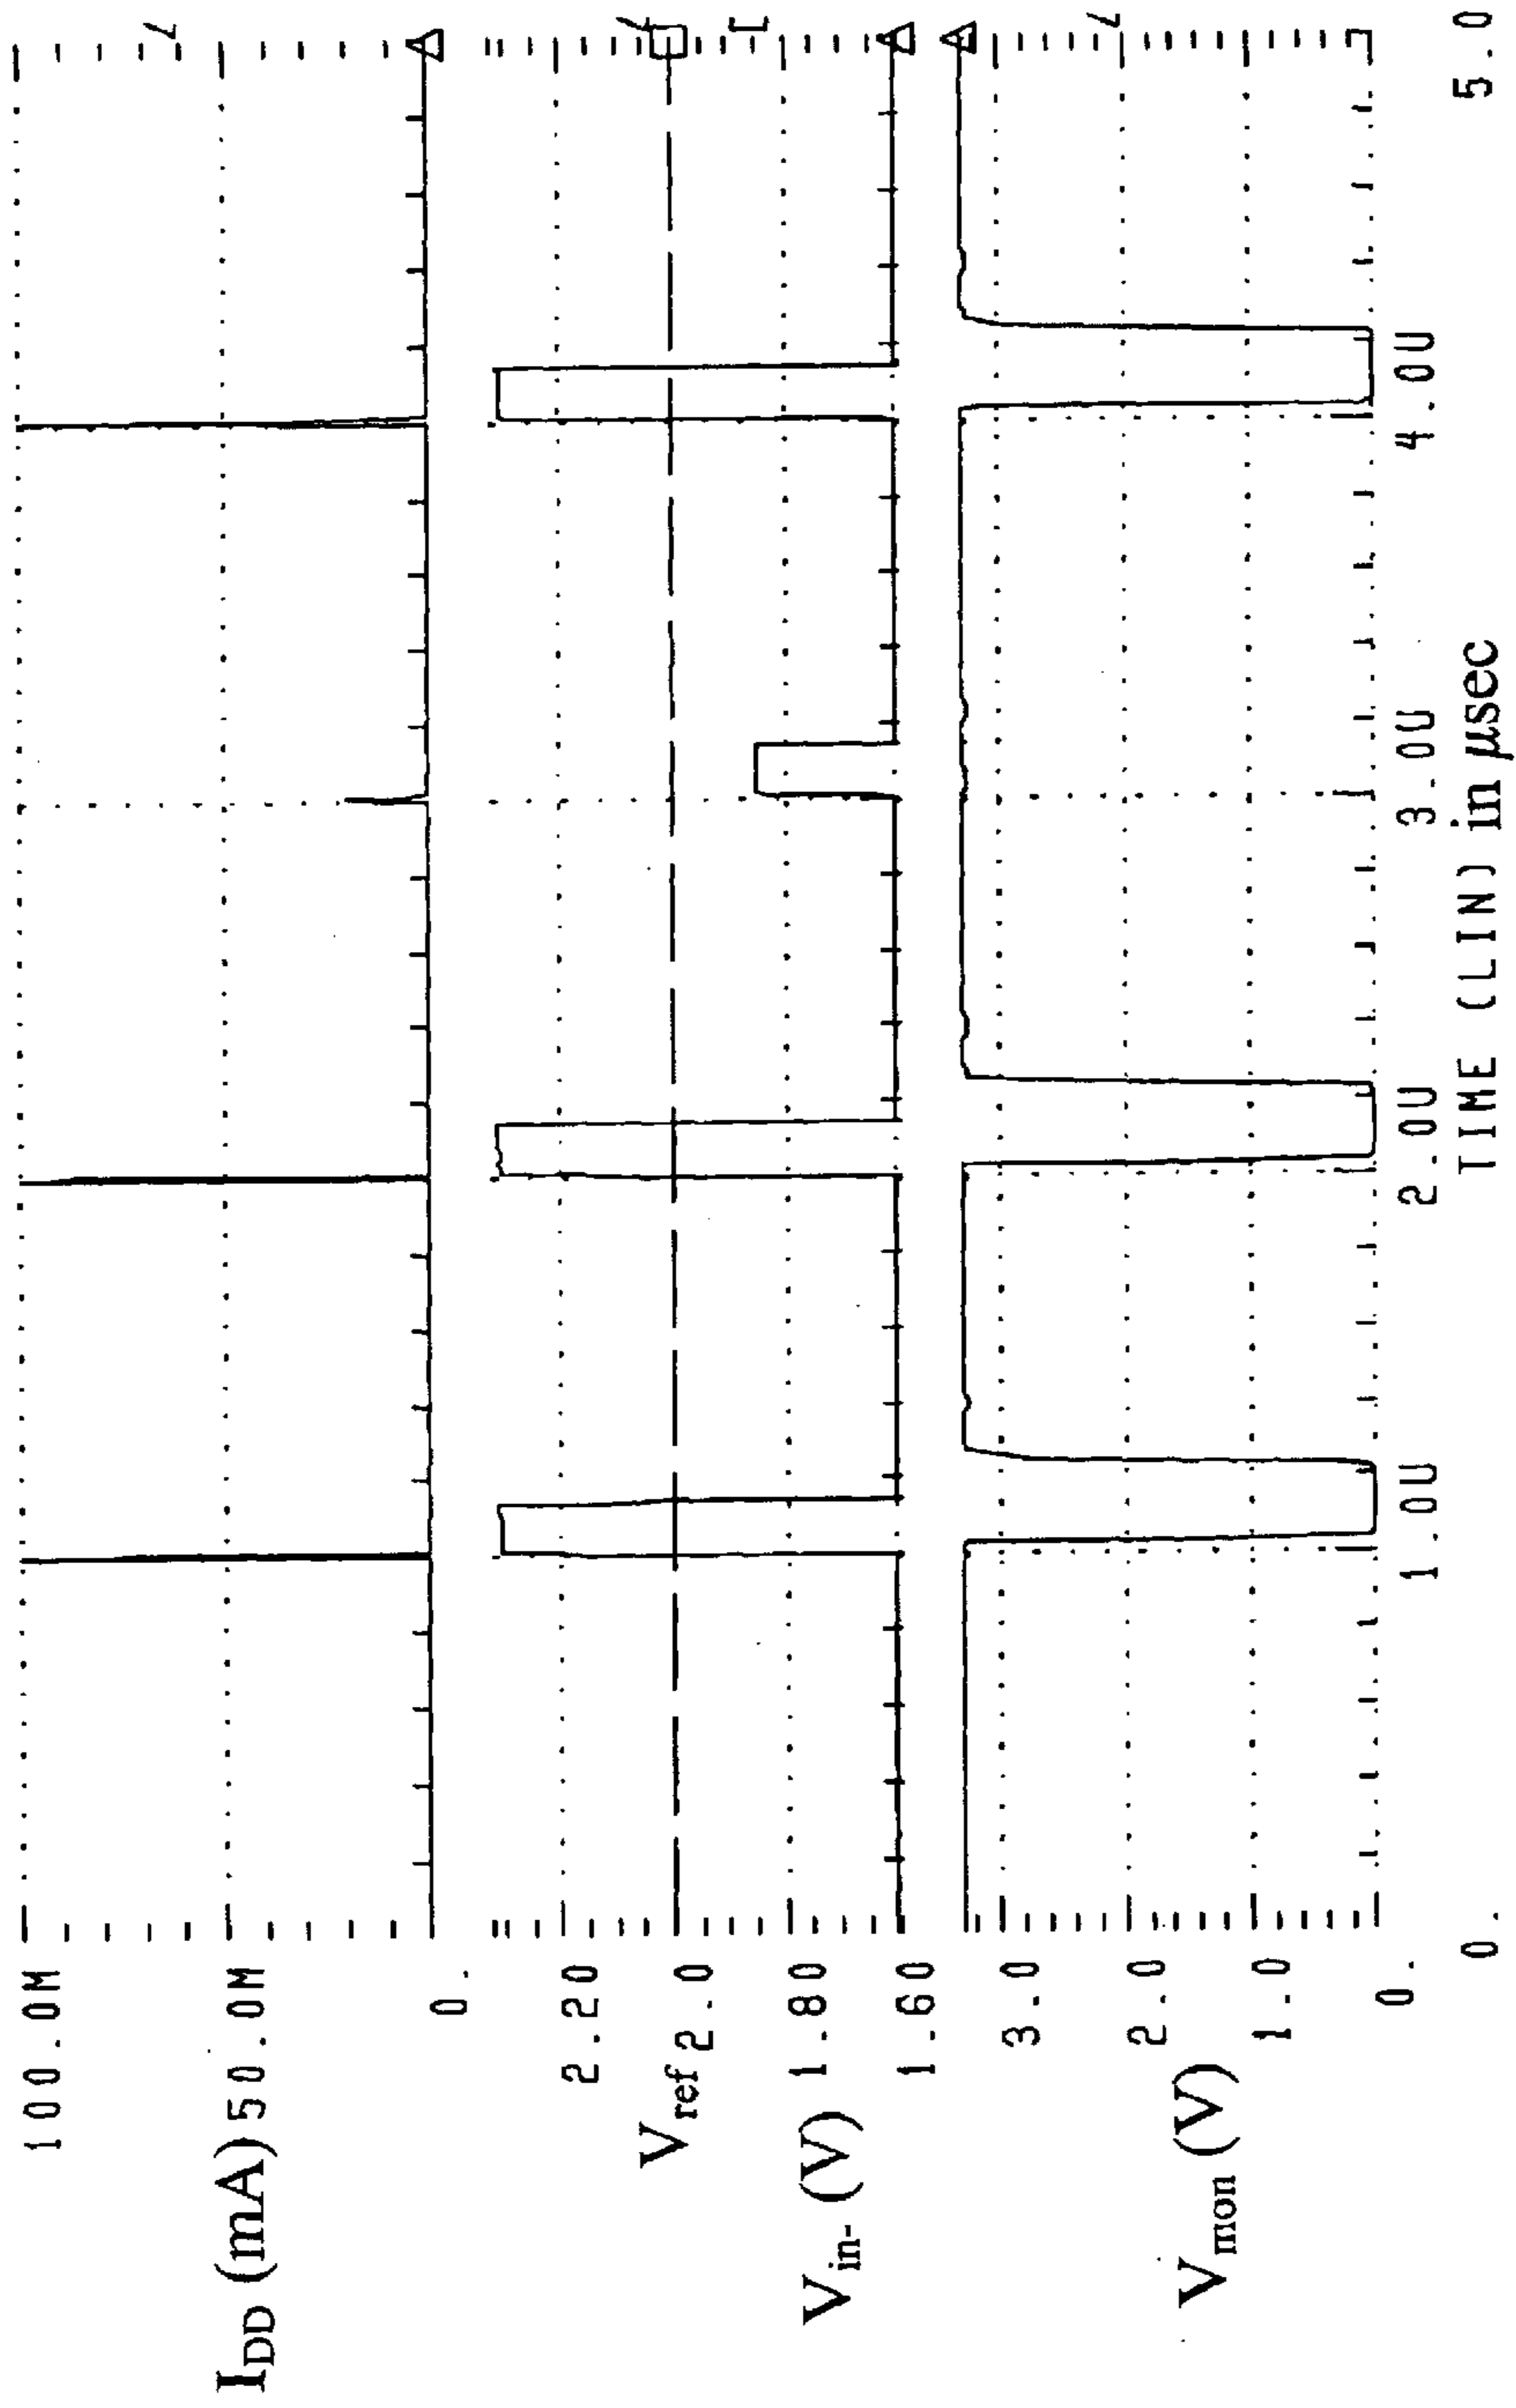 100.0M
I_DD (mA) 50.0M
0.
2.20
V_ref 2.0
V_in- (V) 1.80
1.60
3.0
V_mon (V) 2.0
1.0
0.
0. 1.0U 2.0U 3.0U 4.0U 5.0
TIME (LIN) in μsec